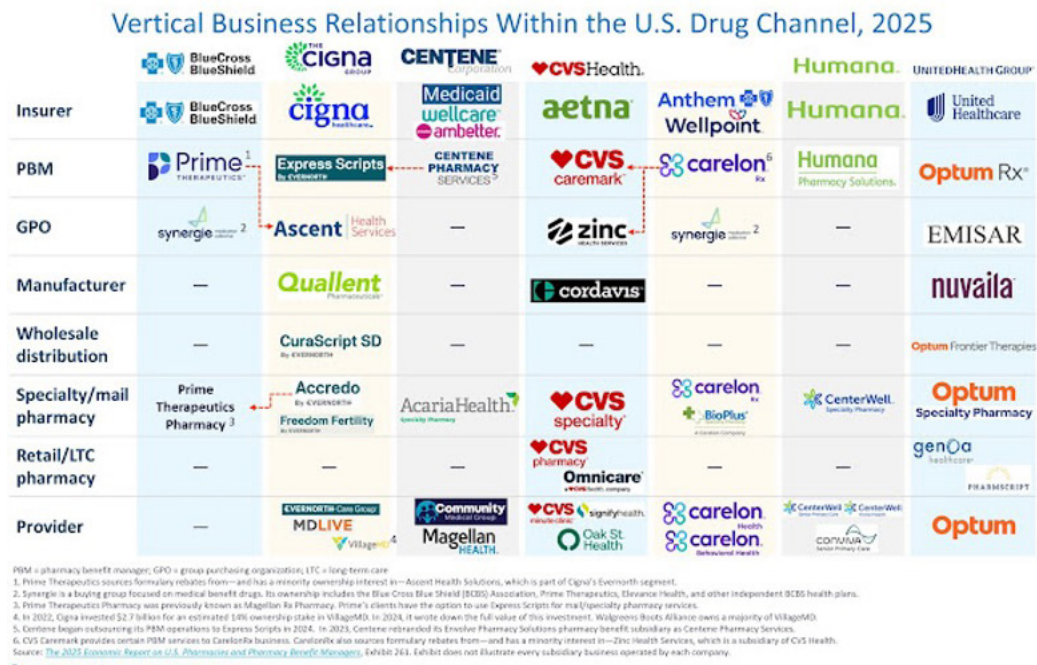 Vertical Business Relationships Within the U.S. Drug Channel, 2025
BlueCross BlueShield
THE CIGNA GROUP
CENTENE Corporation
CVSHealth.
Humana.
UNITEDHEALTH GROUP
Insurer
BlueCross BlueShield
cigna healthcare
Medicaid
wellcare
ambetter.
aetna
Anthem
Wellpoint
Humana.
United Healthcare
PBM
Prime THERAPEUTICS 1
Express Scripts By EVERNORTH
CENTENE PHARMACY SERVICES 5
CVS caremark
carelon Rx 6
Humana Pharmacy Solutions.
Optum Rx
GPO
synergie 2
Ascent Health Services
—
zinc HEALTH SERVICES
synergie 2
—
EMISAR
Manufacturer
—
Quallent Pharmaceuticals
—
cordavis
—
—
nuvaila
Wholesale distribution
—
CuraScript SD By EVERNORTH
—
—
—
—
Optum Frontier Therapies
Specialty/mail pharmacy
Prime Therapeutics Pharmacy 3
Accredo By EVERNORTH
Freedom Fertility By EVERNORTH
AcariaHealth Specialty Pharmacy
CVS specialty
carelon Rx
BioPlus A Carelon Company
CenterWell Specialty Pharmacy
Optum Specialty Pharmacy
Retail/LTC pharmacy
—
—
—
CVS pharmacy
Omnicare a CVSHealth company
—
—
genoa healthcare
PHARMSCRIPT
Provider
—
EVERNORTH Care Group
MDLIVE
VillageMD 4
Community Medical Group
Magellan HEALTH.
CVS minute clinic
signifyhealth.
Oak St. Health
carelon Health
carelon Behavioral Health
CenterWell Senior Primary Care
CenterWell
conviva Senior Primary Care
Optum
PBM = pharmacy benefit manager; GPO = group purchasing organization; LTC = long-term care
1. Prime Therapeutics sources formulary rebates from—and has a minority ownership interest in—Ascent Health Solutions, which is part of Cigna's Evernorth segment.
2. Synergie is a buying group focused on medical benefit drugs. Its ownership includes the Blue Cross Blue Shield (BCBS) Association, Prime Therapeutics, Elevance Health, and other independent BCBS health plans.
3. Prime Therapeutics Pharmacy was previously known as Magellan Rx Pharmacy. Prime's clients have the option to use Express Scripts for mail/specialty pharmacy services.
4. In 2022, Cigna invested $2.7 billion for an estimated 14% ownership stake in VillageMD. In 2024, it wrote down the full value of this investment. Walgreens Boots Alliance owns a majority of VillageMD.
5. Centene began outsourcing its PBM operations to Express Scripts in 2024. In 2023, Centene rebranded its Envolve Pharmacy Solutions pharmacy benefit subsidiary as Centene Pharmacy Services.
6. CVS Caremark provides certain PBM services to CarelonRx business. CarelonRx also sources formulary rebates from—and has a minority interest in—Zinc Health Services, which is a subsidiary of CVS Health.
Source: The 2025 Economic Report on U.S. Pharmacies and Pharmacy Benefit Managers, Exhibit 261. Exhibit does not illustrate every subsidiary business operated by each company.